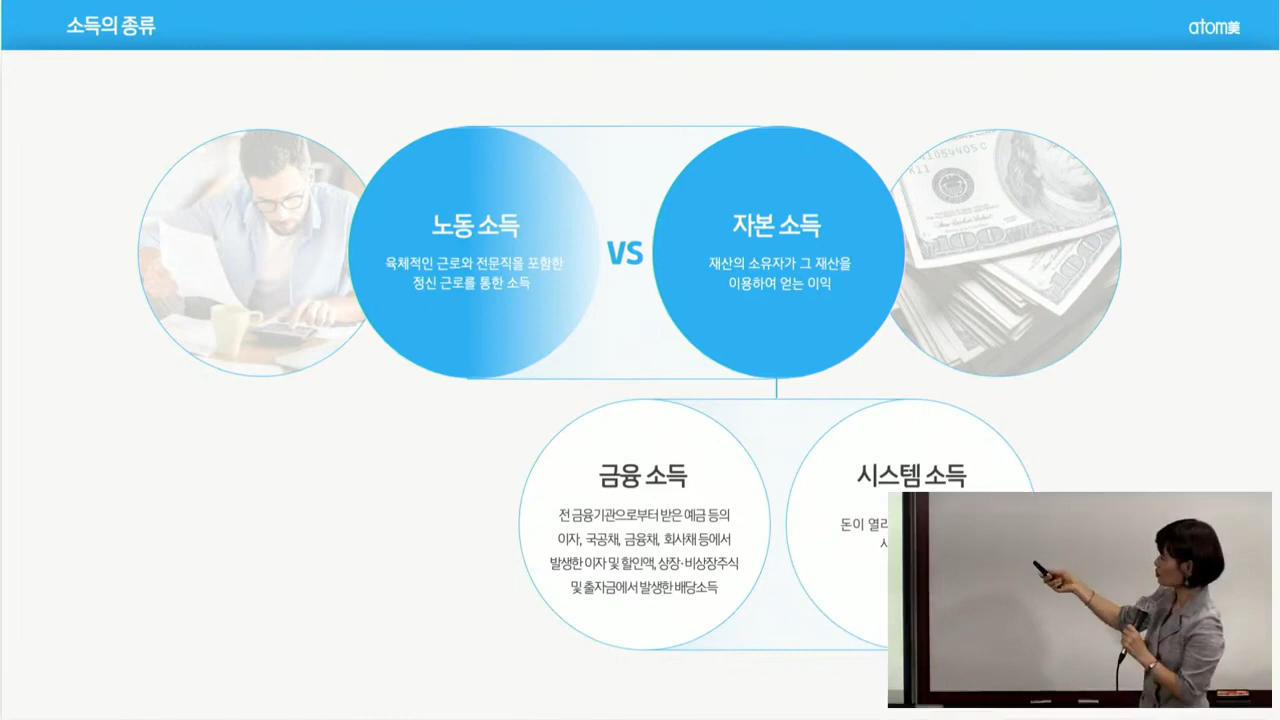 소득의 종류
atom美
노동 소득
육체적인 근로와 전문직을 포함한
정신 근로를 통한 소득
VS
자본 소득
재산의 소유자가 그 재산을
이용하여 얻는 이익
금융 소득
전 금융기관으로부터 받은 예금 등의
이자, 국공채, 금융채, 회사채 등에서
발생한 이자 및 할인액, 상장·비상장주식
및 출자금에서 발생한 배당소득
시스템 소득
돈이
100
100